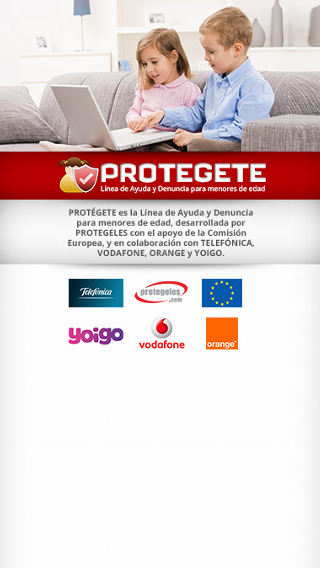 PROTEGETE
Línea de Ayuda y Denuncia para menores de edad
PROTÉGETE es la Línea de Ayuda y Denuncia
para menores de edad, desarrollada por
PROTEGELES con el apoyo de la Comisión
Europea, y en colaboración con TELEFÓNICA,
VODAFONE, ORANGE y YOIGO.
Telefónica
protegeles
.com
yoigo
vodafone
orange